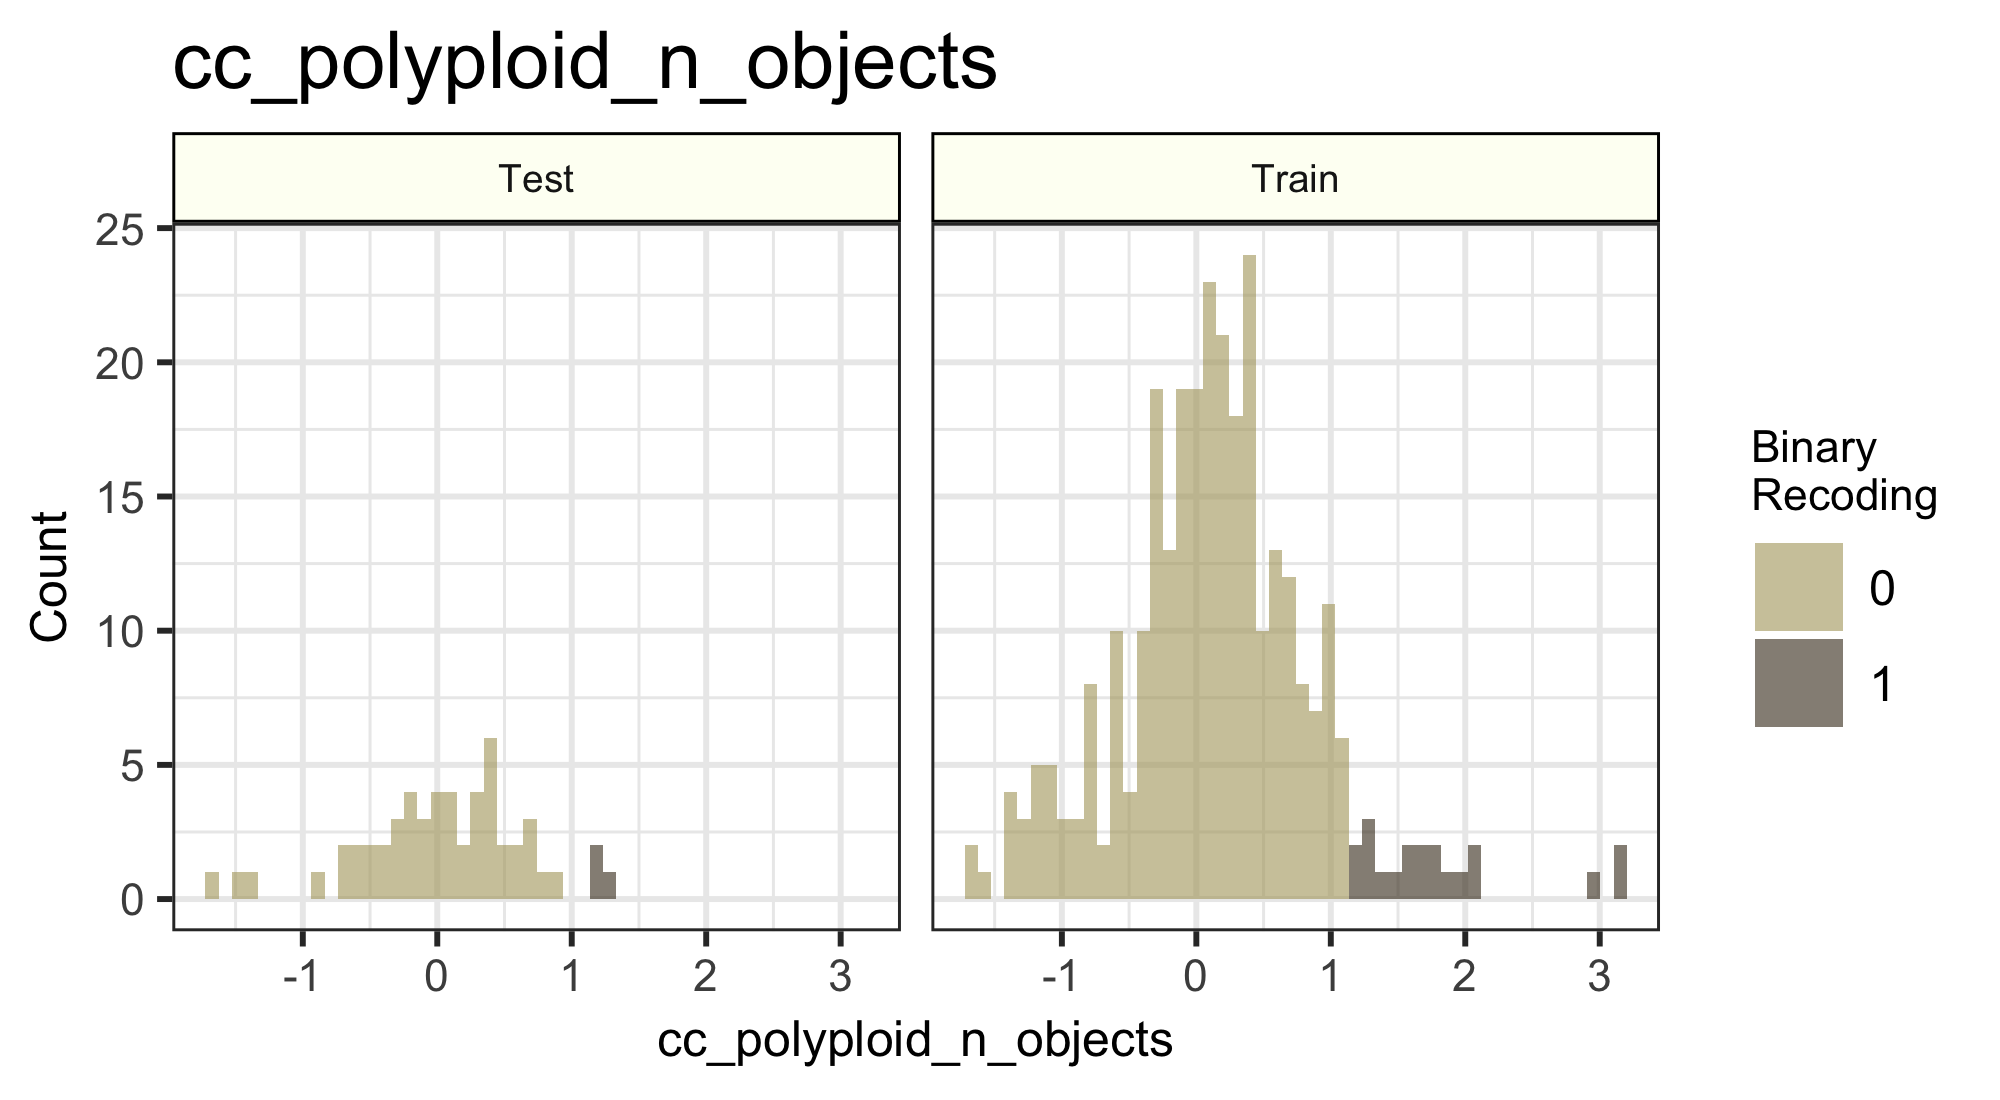 cc_polyploid_n_objects
Test
Train
25
20
15
10
5
0
Count
-1 0 1 2 3
-1 0 1 2 3
cc_polyploid_n_objects
Binary
Recoding
0
1